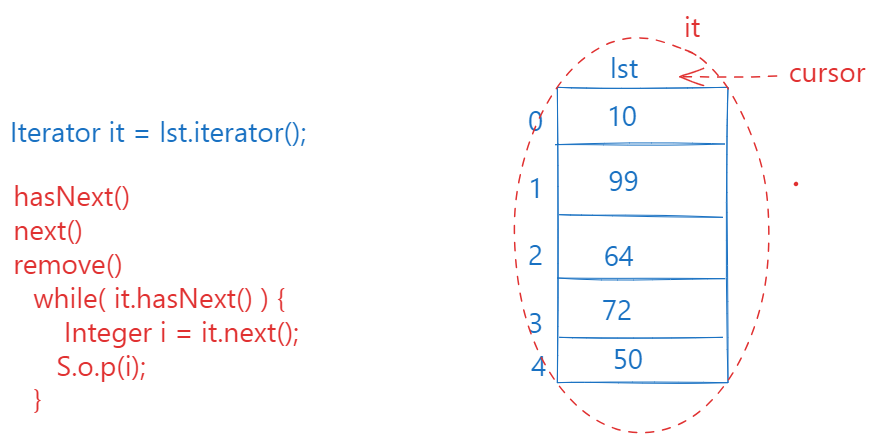 Iterator it = lst.iterator();
hasNext()
next()
remove()
while( it.hasNext() ) {
Integer i = it.next();
S.o.p(i);
}
it
lst
cursor
0 10
1 99
2 64
3 72
4 50